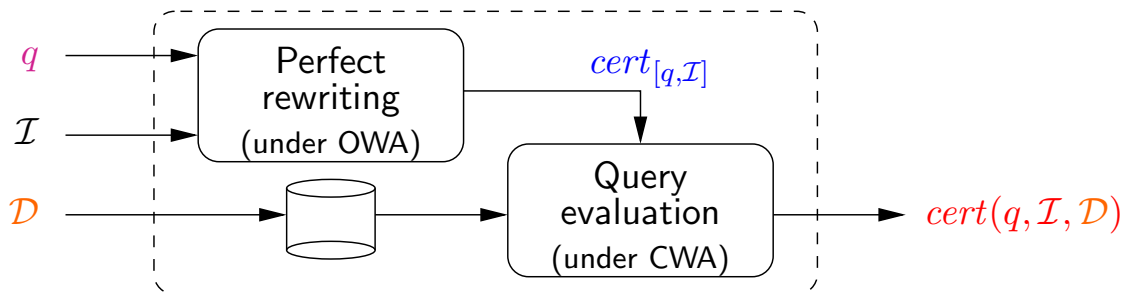 q
Perfect
rewriting
(under OWA)
cert[q,ℐ]
ℐ
𝒟
Query
evaluation
(under CWA)
cert(q, ℐ, 𝒟)